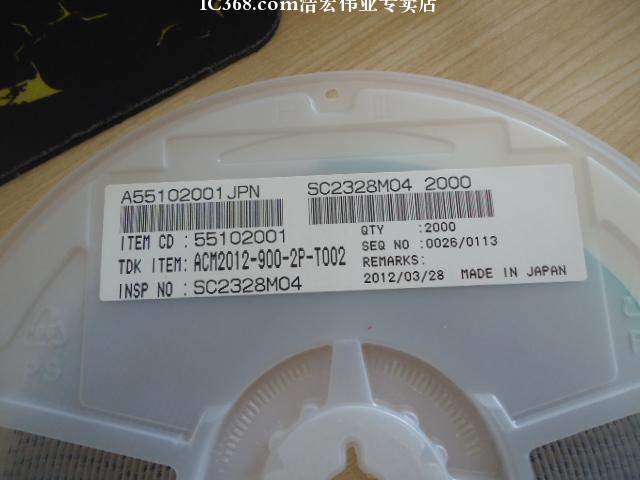 IC368.com浩宏伟业专卖店
A55102001JPN SC2328M04 2000
ITEM CD : 55102001
TDK ITEM: ACM2012-900-2P-T002
INSP NO : SC2328M04
QTY :2000
SEQ NO :0026/0113
REMARKS:
2012/03/28 MADE IN JAPAN
PS